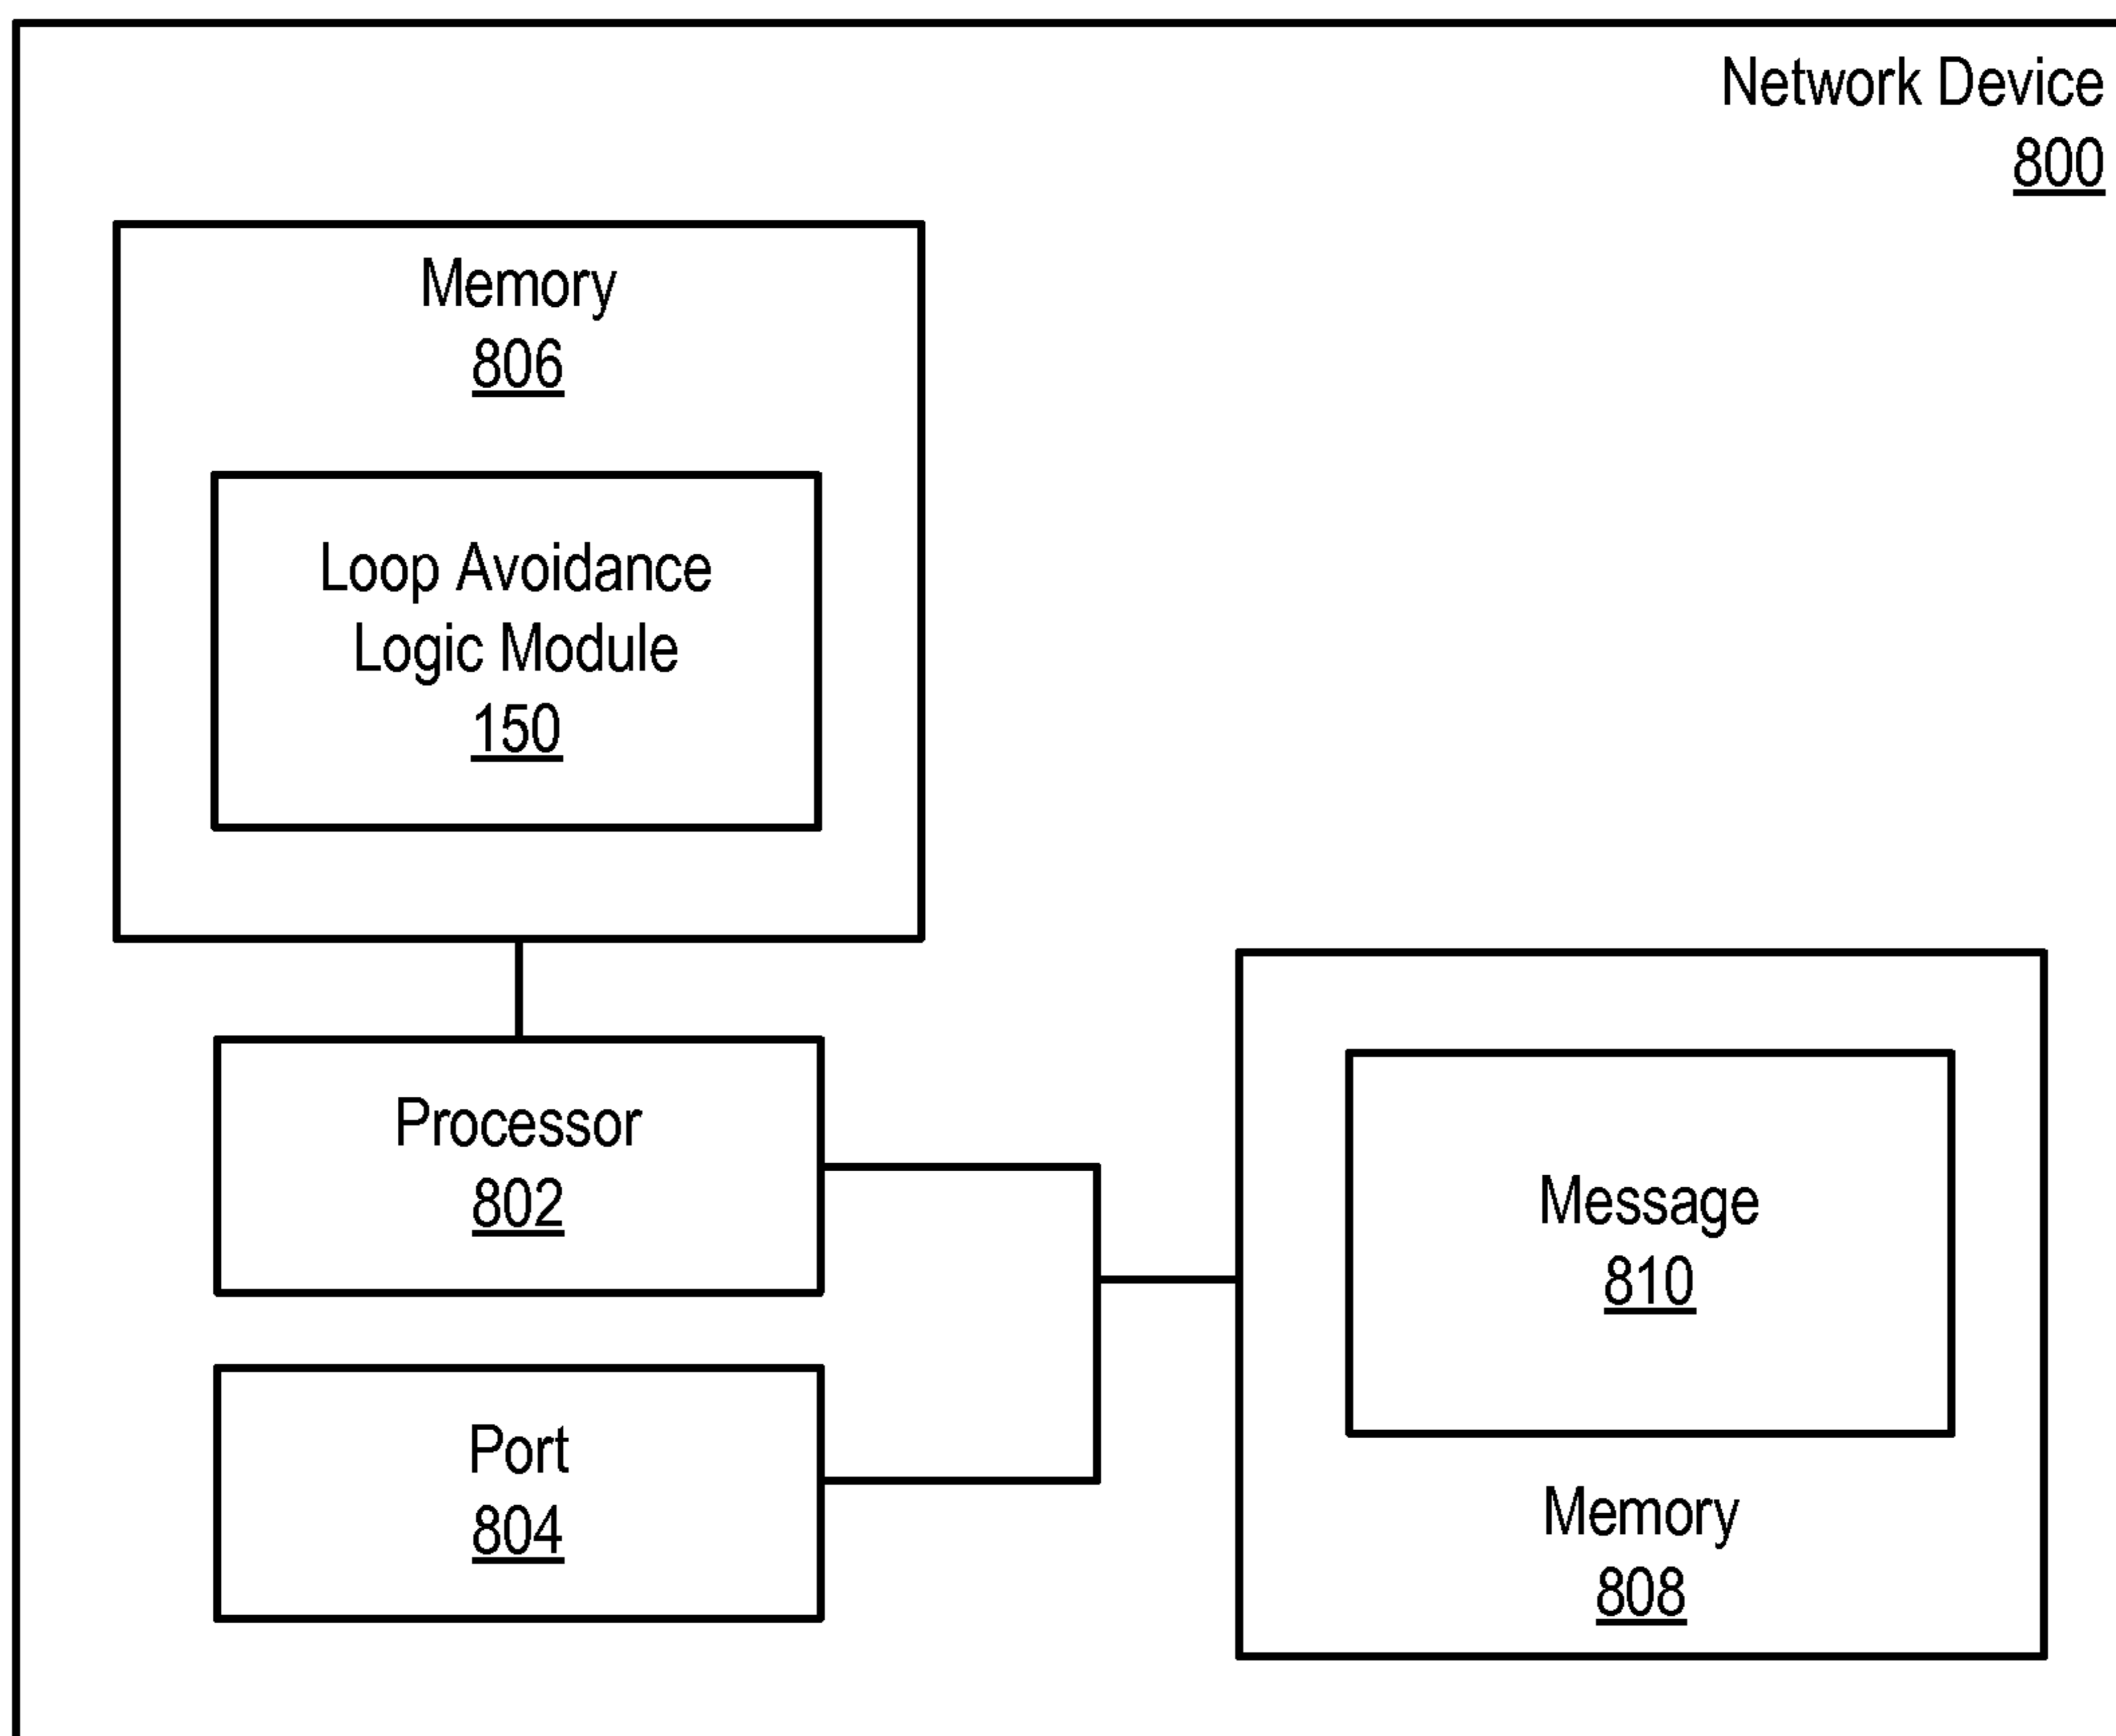 Network Device
800
Memory
806
Loop Avoidance
Logic Module
150
Processor
802
Message
810
Port
804
Memory
808